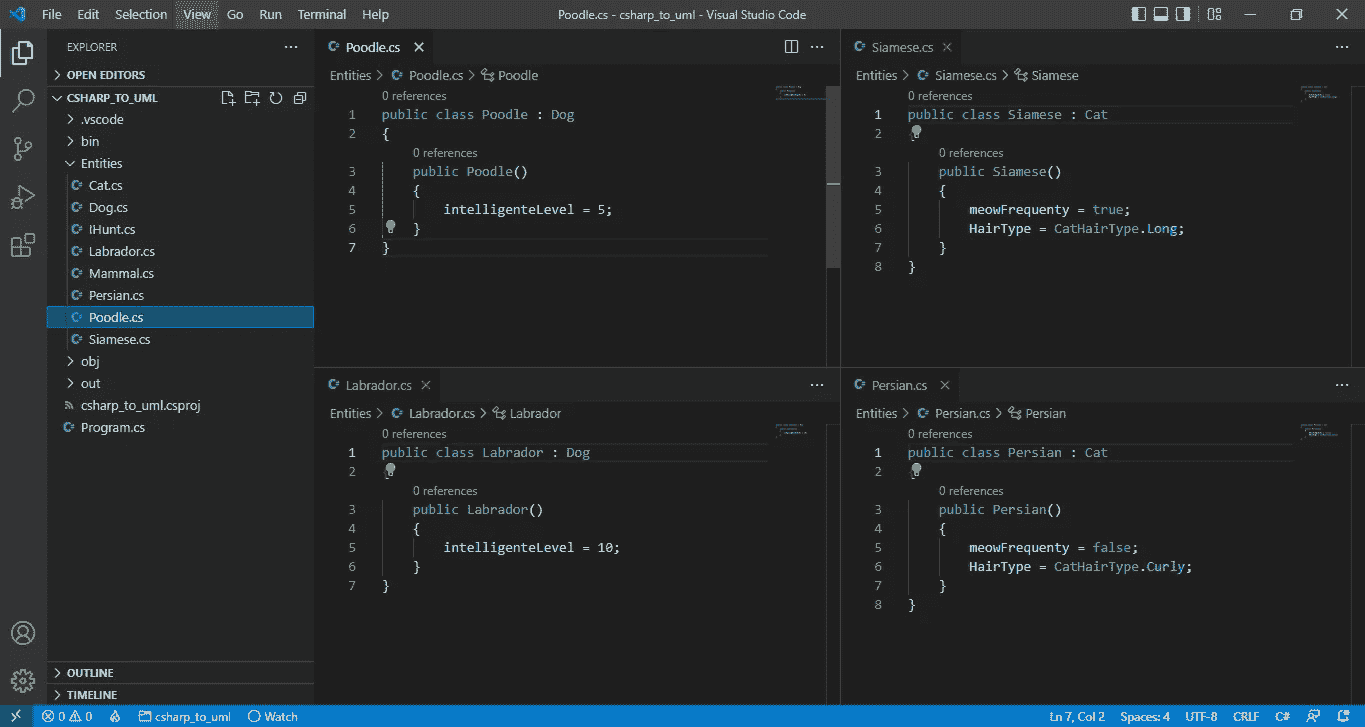 File Edit Selection View Go Run Terminal Help
Poodle.cs - csharp_to_uml - Visual Studio Code
EXPLORER
OPEN EDITORS
CSHARP_TO_UML
.vscode
bin
Entities
Cat.cs
Dog.cs
IHunt.cs
Labrador.cs
Mammal.cs
Persian.cs
Poodle.cs
Siamese.cs
obj
out
csharp_to_uml.csproj
Program.cs
OUTLINE
TIMELINE
Poodle.cs
Entities > Poodle.cs > Poodle
0 references
1 public class Poodle : Dog
2 {
0 references
3 public Poodle()
4 {
5 intelligenteLevel = 5;
6 }
7 }
Siamese.cs
Entities > Siamese.cs > Siamese
0 references
1 public class Siamese : Cat
2 {
0 references
3 public Siamese()
4 {
5 meowFrequenty = true;
6 HairType = CatHairType.Long;
7 }
8 }
Labrador.cs
Entities > Labrador.cs > Labrador
0 references
1 public class Labrador : Dog
2 {
0 references
3 public Labrador()
4 {
5 intelligenteLevel = 10;
6 }
7 }
Persian.cs
Entities > Persian.cs > Persian
0 references
1 public class Persian : Cat
2 {
0 references
3 public Persian()
4 {
5 meowFrequenty = false;
6 HairType = CatHairType.Curly;
7 }
8 }
0 0 csharp_to_uml Watch Ln 7, Col 2 Spaces: 4 UTF-8 CRLF C#